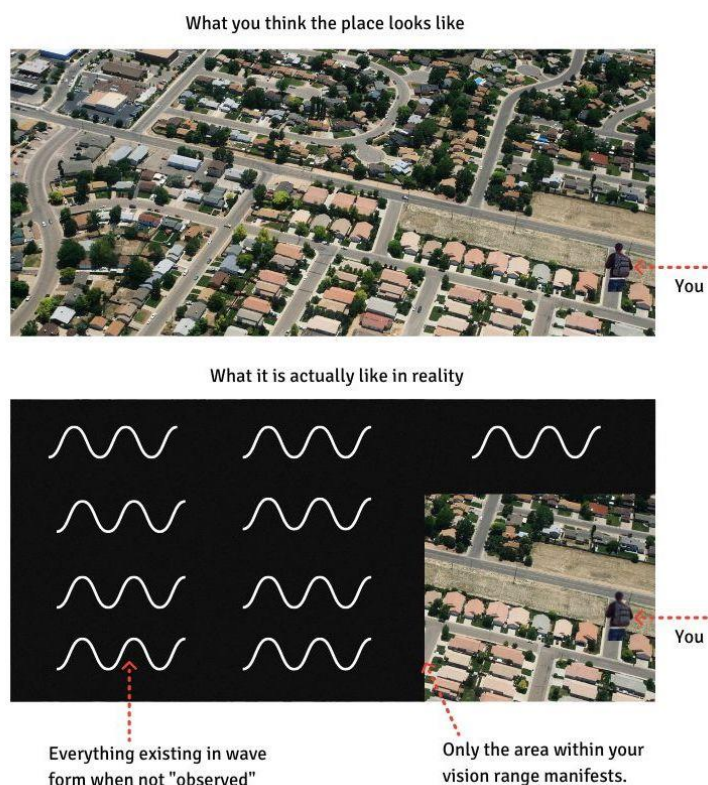 What you think the place looks like
You
What it is actually like in reality
You
Everything existing in wave
form when not "observed"
Only the area within your
vision range manifests.